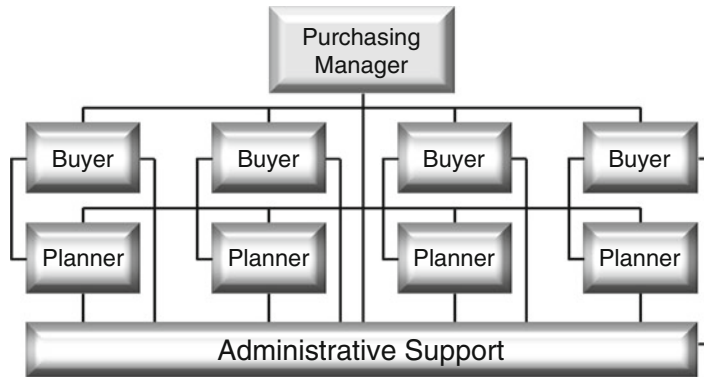 Purchasing
Manager
Buyer
Buyer
Buyer
Buyer
Planner
Planner
Planner
Planner
Administrative Support